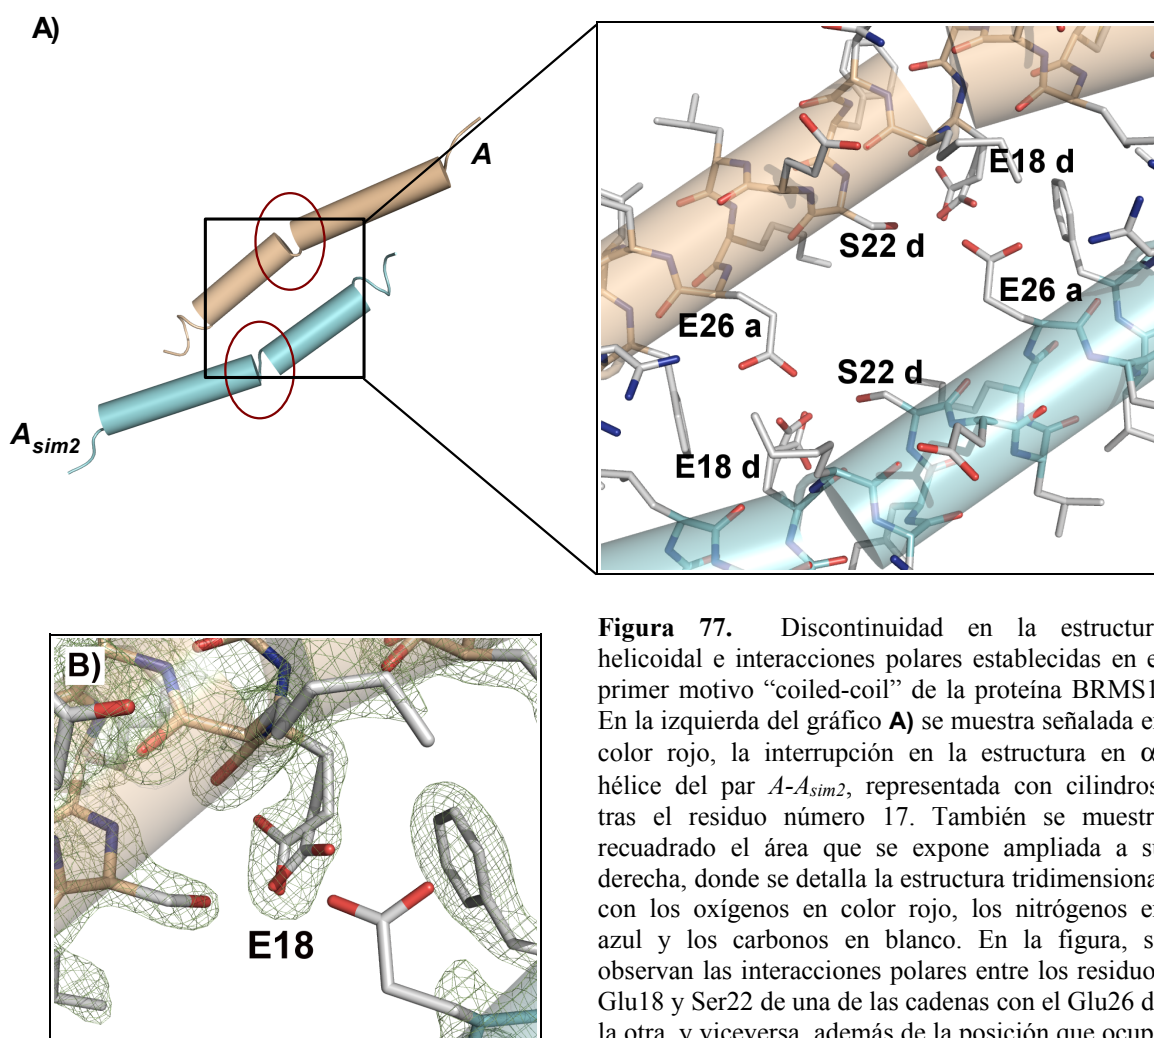 A)
A
A_sim2
E18 d
S22 d
E26 a
E26 a
S22 d
E18 d
B)
E18
Figura 77. Discontinuidad en la estructur
helicoidal e interacciones polares establecidas en e
primer motivo “coiled-coil” de la proteína BRMS1
En la izquierda del gráfico A) se muestra señalada e
color rojo, la interrupción en la estructura en α
hélice del par A-A_sim2, representada con cilindros
tras el residuo número 17. También se muestr
recuadrado el área que se expone ampliada a s
derecha, donde se detalla la estructura tridimensiona
con los oxígenos en color rojo, los nitrógenos e
azul y los carbonos en blanco. En la figura, s
observan las interacciones polares entre los residuo
Glu18 y Ser22 de una de las cadenas con el Glu26 d
la otra, y viceversa, además de la posición que ocup